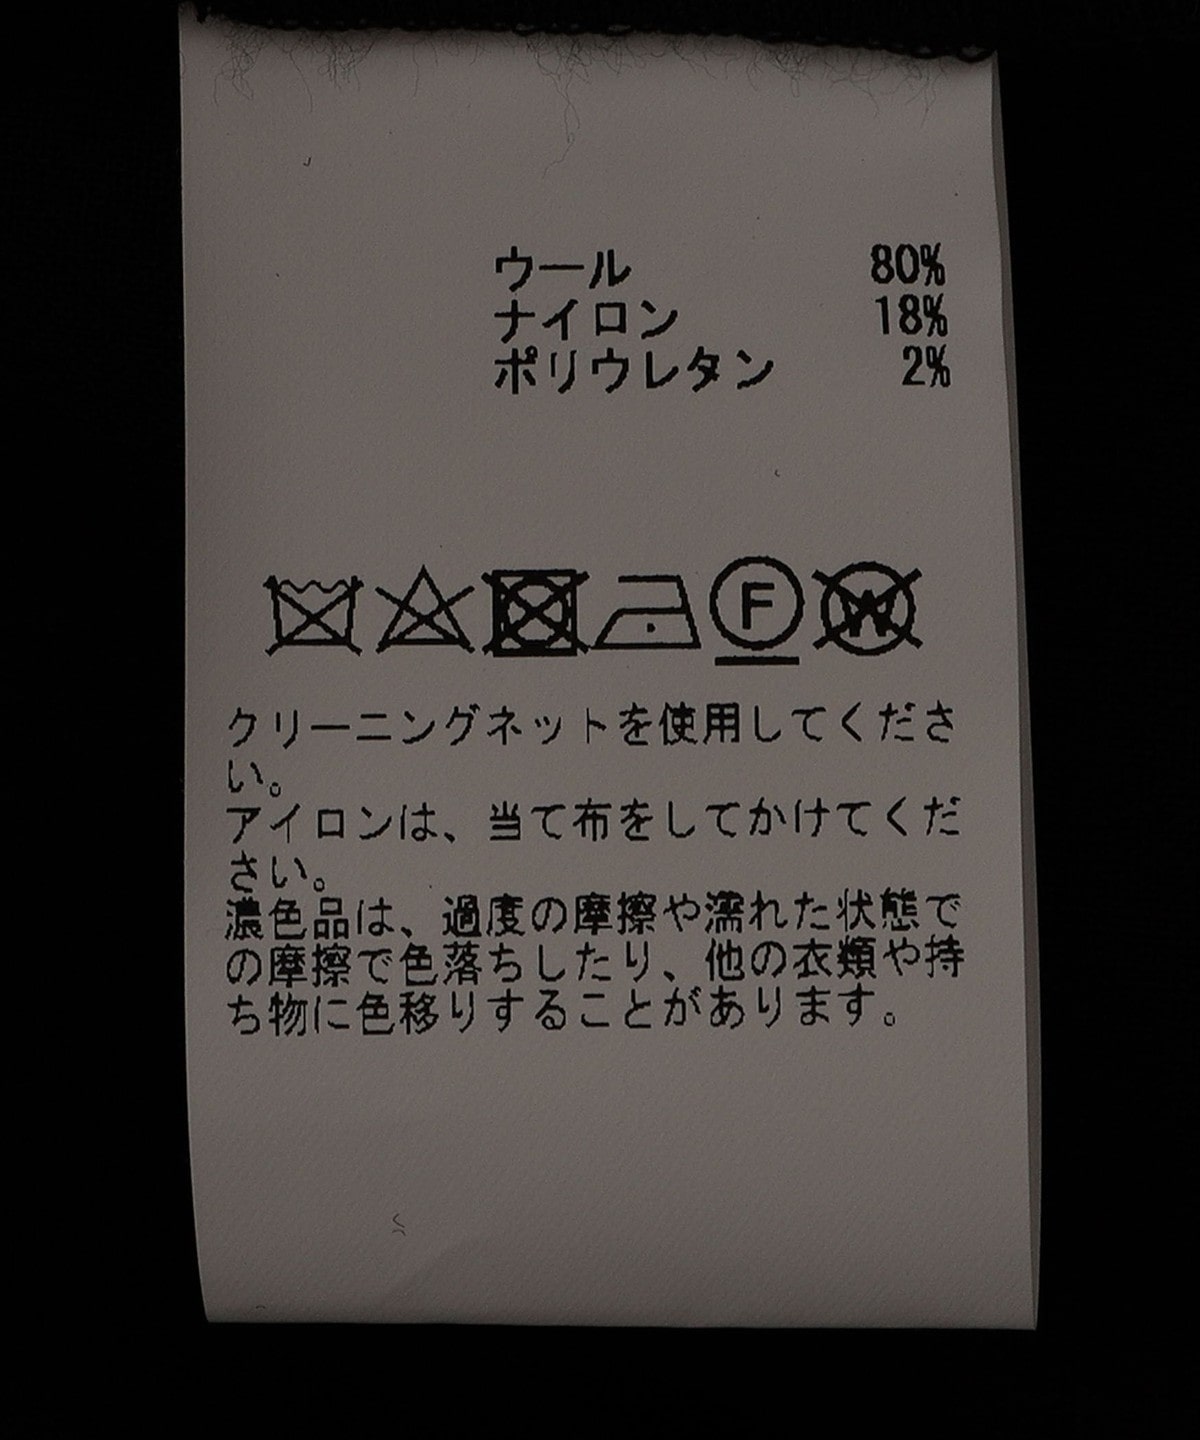 ウール 80%
ナイロン 18%
ポリウレタン 2%
F W
クリーニングネットを使用してくださ
い。
アイロンは、当て布をしてかけてくだ
さい。
濃色品は、過度の摩擦や濡れた状態で
の摩擦で色落ちしたり、他の衣類や持
ち物に色移りすることがあります。